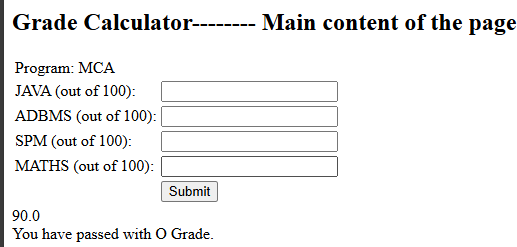 Grade Calculator-------- Main content of the page
Program: MCA
JAVA (out of 100):
ADBMS (out of 100):
SPM (out of 100):
MATHS (out of 100):
Submit
90.0
You have passed with O Grade.